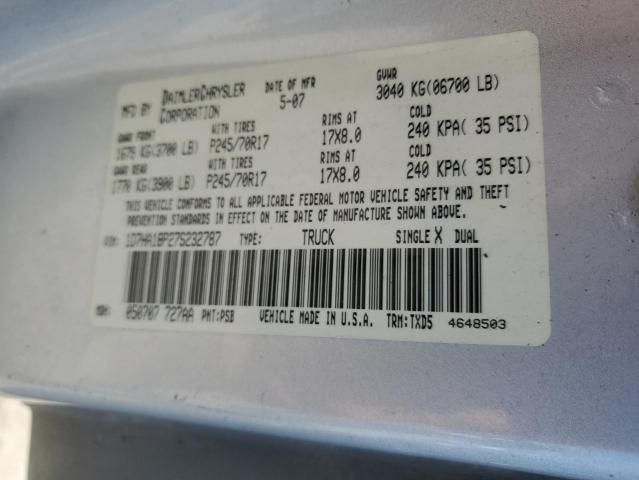 MFD BY DAIMLERCHRYSLER CORPORATION DATE OF MFR 5-07 GVWR 3040 KG(06700 LB)
GAWR FRONT 1675 KG(3700 LB) WITH TIRES P245/70R17 RIMS AT 17X8.0 COLD 240 KPA( 35 PSI)
GAWR REAR 1770 KG(3900 LB) WITH TIRES P245/70R17 RIMS AT 17X8.0 COLD 240 KPA( 35 PSI)
THIS VEHICLE CONFORMS TO ALL APPLICABLE FEDERAL MOTOR VEHICLE SAFETY AND THEFT
PREVENTION STANDARDS IN EFFECT ON THE DATE OF MANUFACTURE SHOWN ABOVE.
VIN: 1D7HA18P27S232787 TYPE: TRUCK SINGLE X DUAL
MDH: 050707 727AA PNT:PSB VEHICLE MADE IN U.S.A. TRM:TXD5 4648503